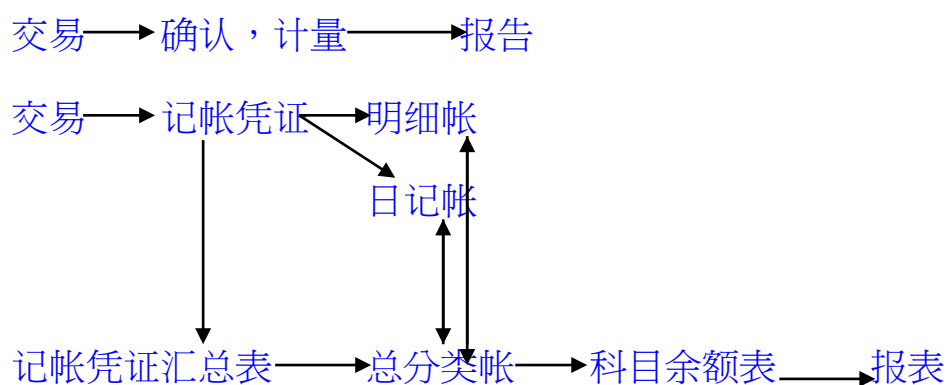 交易 确认，计量 报告
交易 记帐凭证 明细帐
日记帐
记帐凭证汇总表 总分类帐 科目余额表 报表